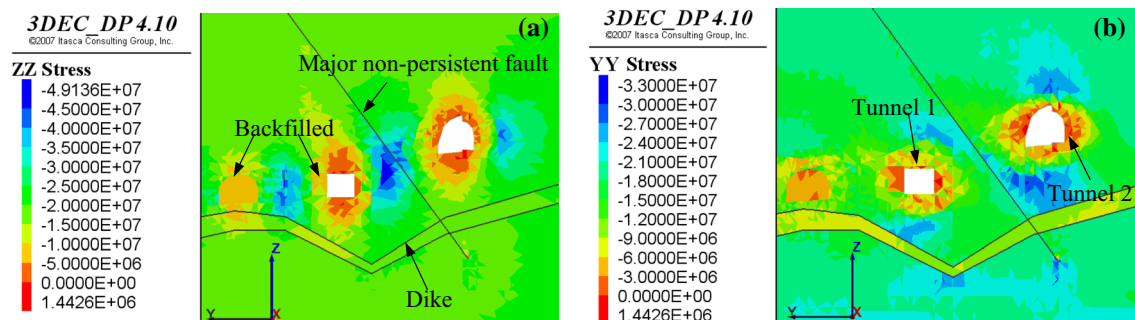 3DEC_DP 4.10
©2007 Itasca Consulting Group, Inc.
ZZ Stress
-4.9136E+07
-4.5000E+07
-4.0000E+07
-3.5000E+07
-3.0000E+07
-2.5000E+07
-2.0000E+07
-1.5000E+07
-1.0000E+07
-5.0000E+06
0.0000E+00
1.4426E+06
(a)
Major non-persistent fault
Backfilled
Dike
Z
Y
X
3DEC_DP 4.10
©2007 Itasca Consulting Group, Inc.
YY Stress
-3.3000E+07
-3.0000E+07
-2.7000E+07
-2.4000E+07
-2.1000E+07
-1.8000E+07
-1.5000E+07
-1.2000E+07
-9.0000E+06
-6.0000E+06
-3.0000E+06
0.0000E+00
1.4426E+06
(b)
Tunnel 1
Tunnel 2
Z
Y
X